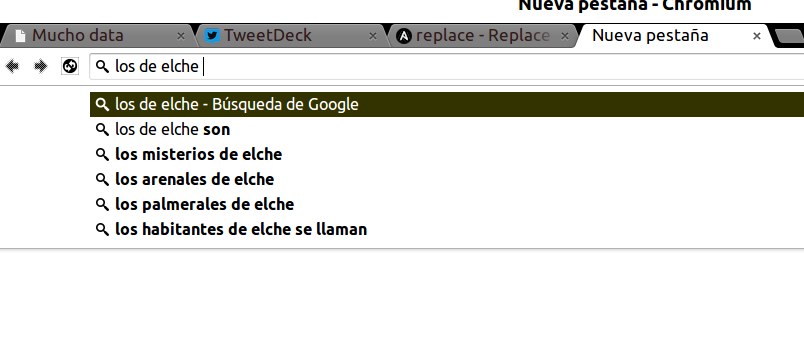 Nueva pestaña - Chromium
Mucho data × TweetDeck × replace - Replace × Nueva pestaña ×
los de elche
los de elche - Búsqueda de Google
los de elche son
los misterios de elche
los arenales de elche
los palmerales de elche
los habitantes de elche se llaman